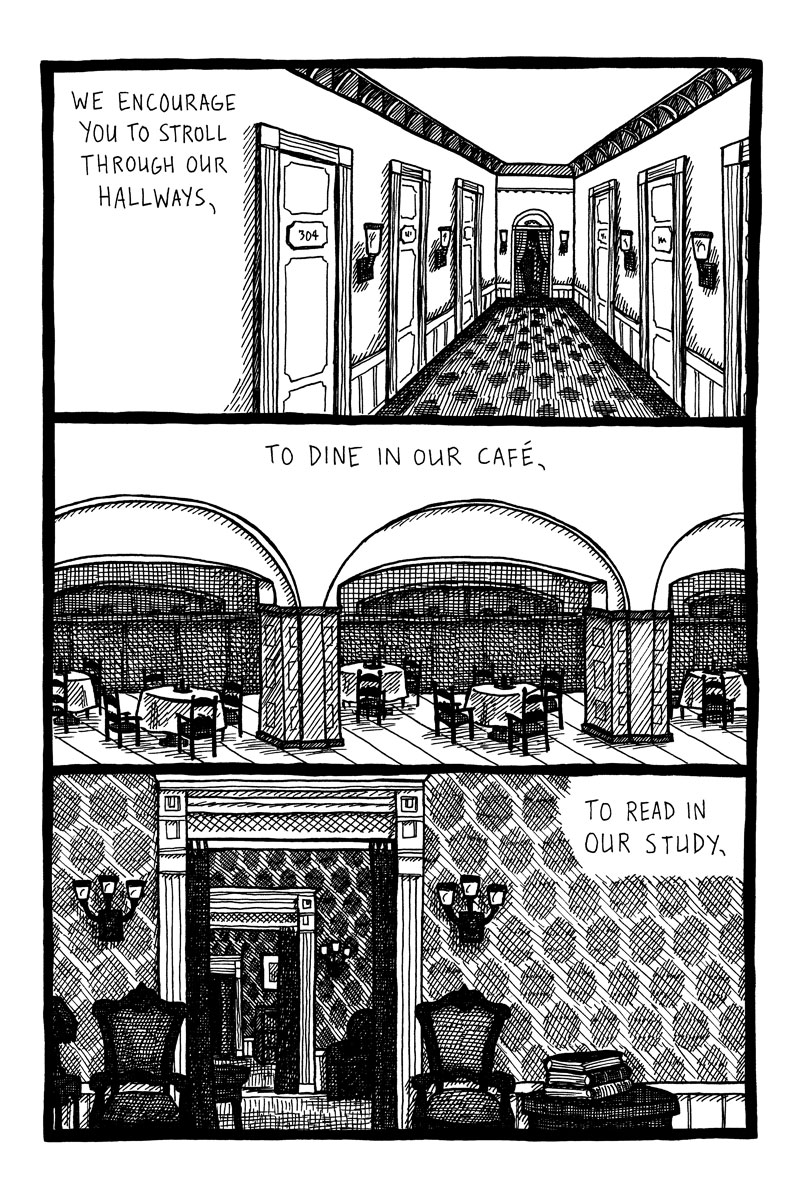 WE ENCOURAGE
YOU TO STROLL
THROUGH OUR
HALLWAYS,
304
TO DINE IN OUR CAFÉ,
TO READ IN
OUR STUDY,